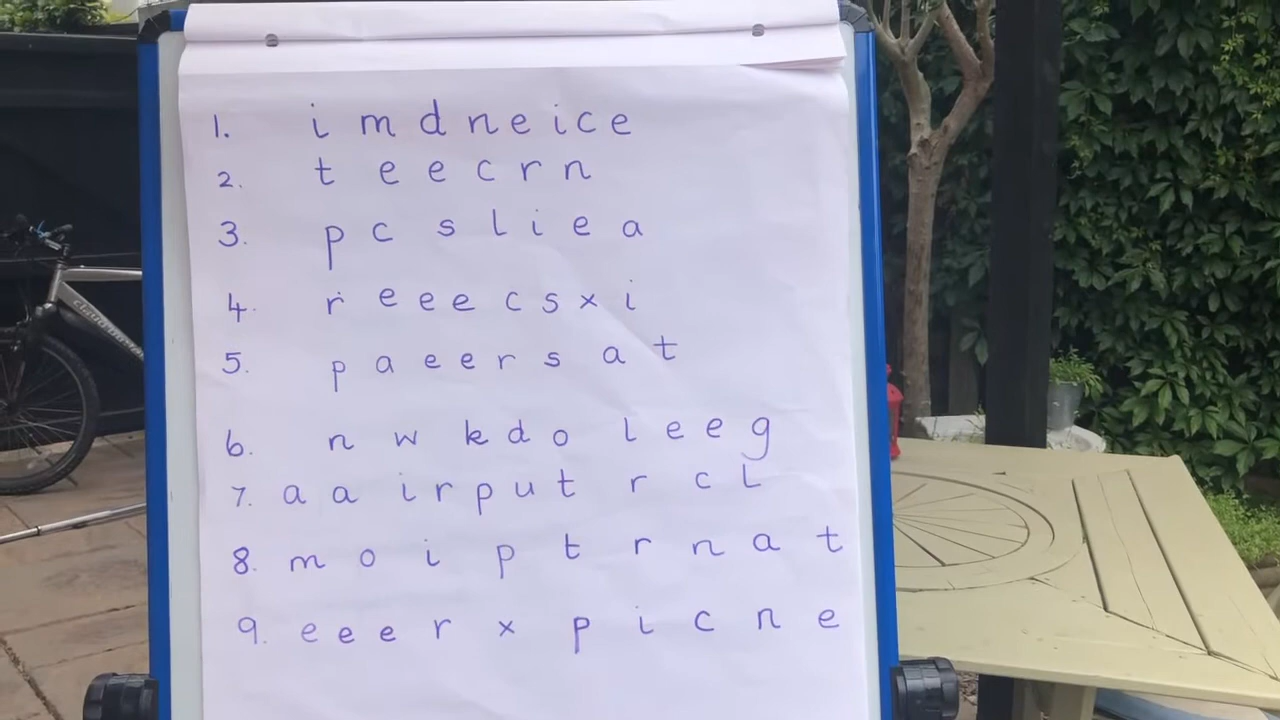 1. i m d n e i c e
2. t e e c r n
3. p c s l i e a
4. r e e e c s x i
5. p a e e r s a t
6. n w k d o l e e g
7. a a i r p u t r c l
8. m o i p t r n a t
9. e e e r x p i c n e